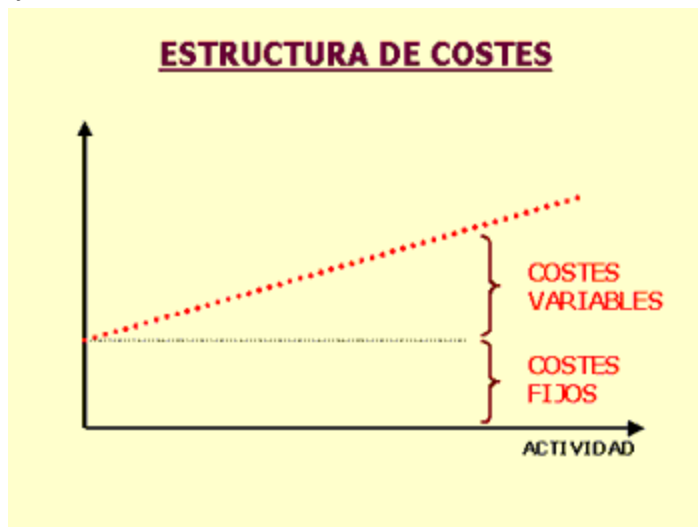 ESTRUCTURA DE COSTES
COSTES
VARIABLES
COSTES
FIJOS
ACTIVIDAD